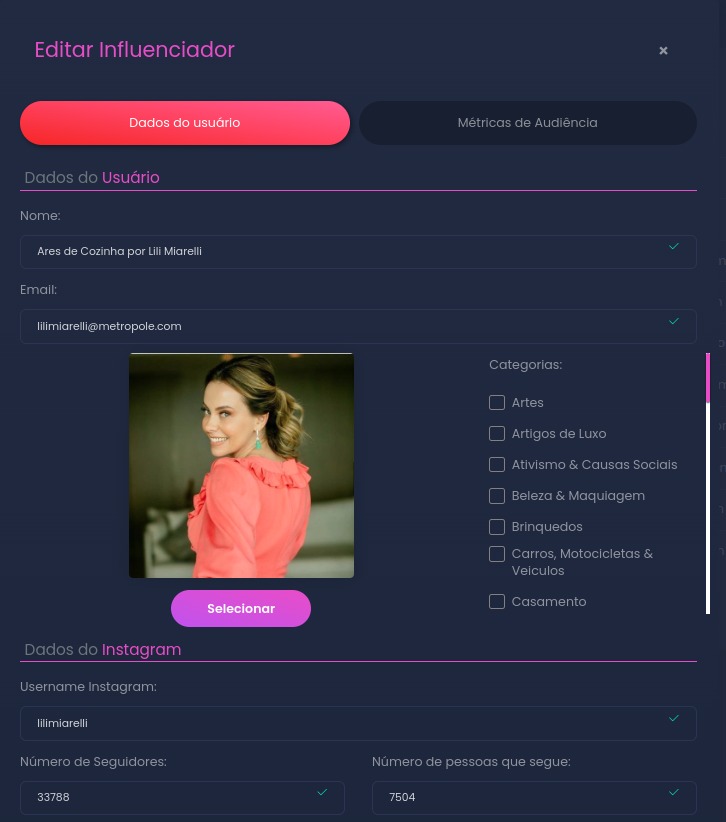 Editar Influenciador
×
Dados do usuário
Métricas de Audiência
Dados do Usuário
Nome:
Ares de Cozinha por Lili Miarelli
Email:
lilimiarelli@metropole.com
Categorias:
Artes
Artigos de Luxo
Ativismo & Causas Sociais
Beleza & Maquiagem
Brinquedos
Carros, Motocicletas &
Veiculos
Casamento
Selecionar
Dados do Instagram
Username Instagram:
lilimiarelli
Número de Seguidores:
Número de pessoas que segue:
33788
7504